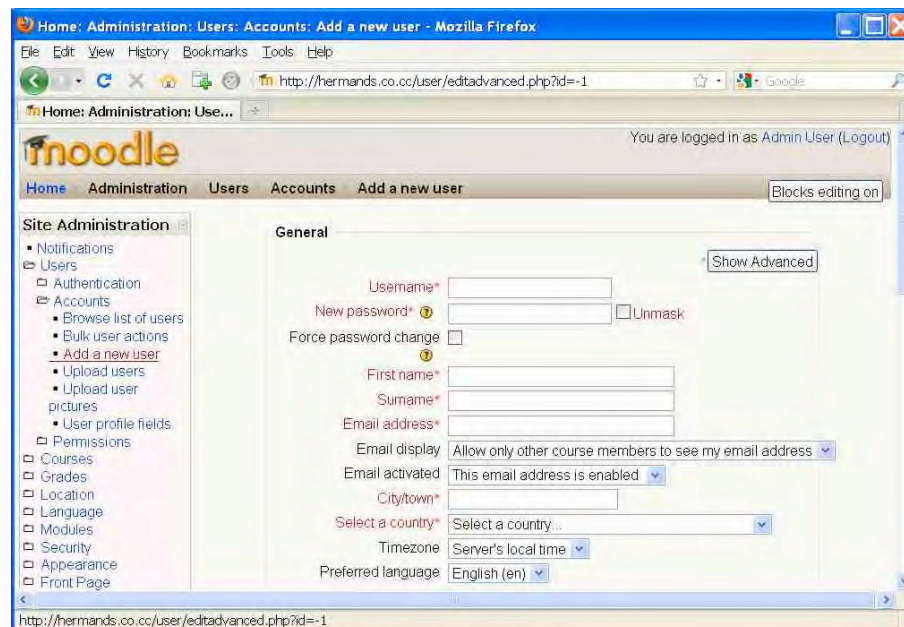 Home: Administration: Users: Accounts: Add a new user - Mozilla Firefox
File Edit View History Bookmarks Tools Help
http://hermands.co.cc/user/editadvanced.php?id=-1 Google
Home: Administration: Use...
moodle
You are logged in as Admin User (Logout)
Home Administration Users Accounts Add a new user
Blocks editing on
Site Administration
Notifications
Users
Authentication
Accounts
Browse list of users
Bulk user actions
Add a new user
Upload users
Upload user
pictures
User profile fields
Permissions
Courses
Grades
Location
Language
Modules
Security
Appearance
Front Page
General
* Show Advanced
Username*
New password* Unmask
Force password change
First name*
Surname*
Email address*
Email display Allow only other course members to see my email address
Email activated This email address is enabled
City/town*
Select a country* Select a country...
Timezone Server's local time
Preferred language English (en)
http://hermands.co.cc/user/editadvanced.php?id=-1